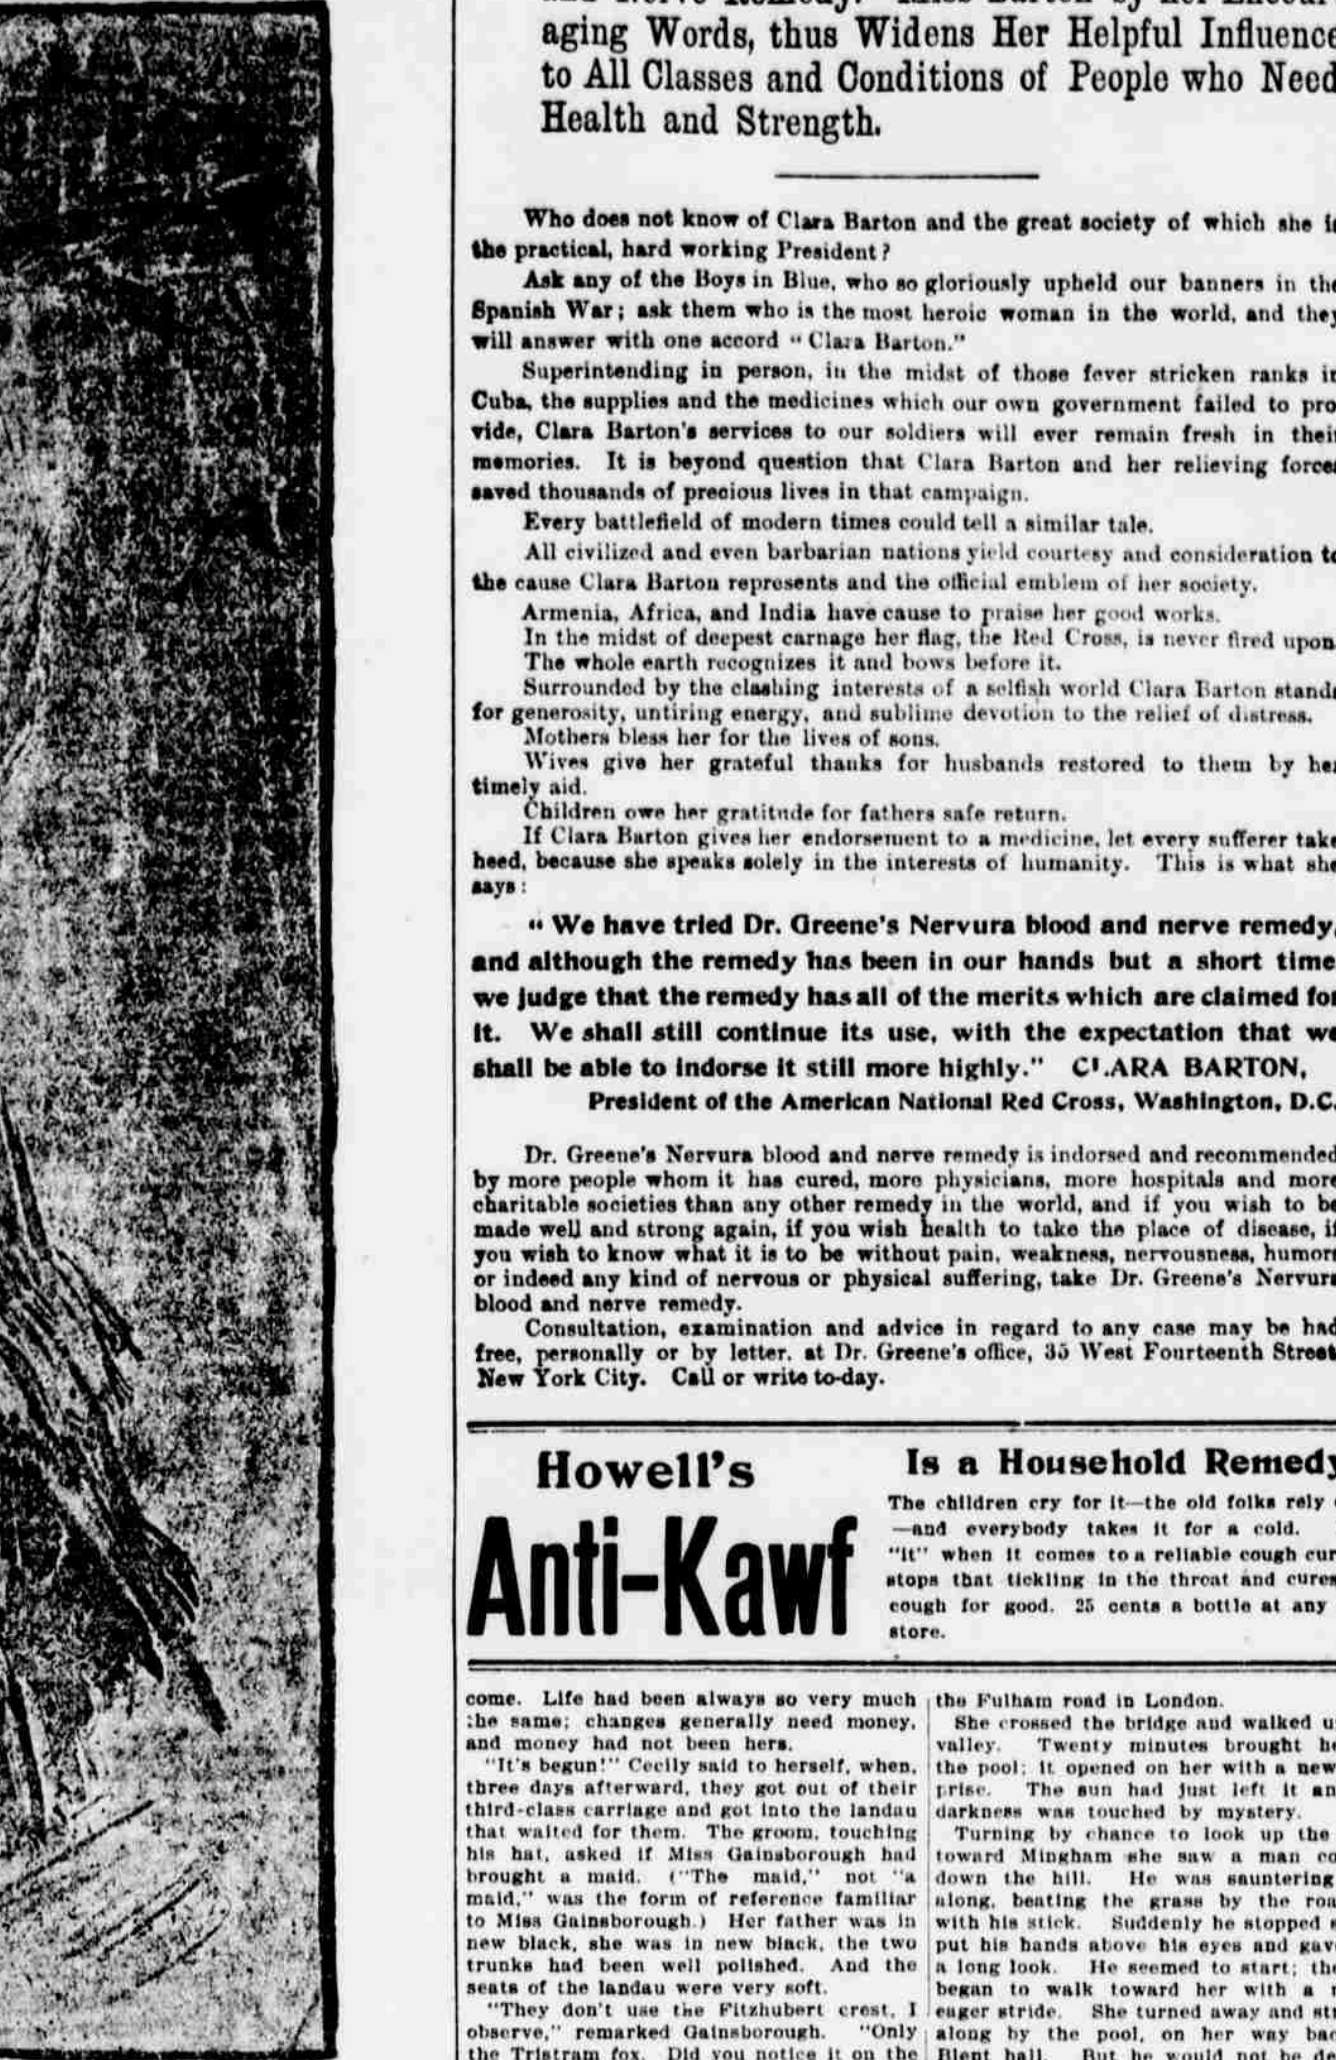 aging Words, thus Widens Her Helpful Influence
to All Classes and Conditions of People who Need
Health and Strength.
Who does not know of Clara Barton and the great society of which she
the practical, hard working President?
Ask any of the Boys in Blue, who so gloriously upheld our banners in the
Spanish War; ask them who is the most heroic woman in the world, and they
will answer with one accord "Clara Barton."
Superintending in person, in the midst of those fever stricken ranks in
Cuba, the supplies and the medicines which our own government failed to pro
vide, Clara Barton's services to our soldiers will ever remain fresh in their
memories. It is beyond question that Clara Barton and her relieving forces
saved thousands of precious lives in that campaign.
Every battlefield of modern times could tell a similar tale.
All civilized and even barbarian nations yield courtesy and consideration to
the cause Clara Barton represents and the official emblem of her society.
Armenia, Africa, and India have cause to praise her good works.
In the midst of deepest carnage her flag, the Red Cross, is never fired upon
The whole earth recognizes it and bows before it.
Surrounded by the clashing interests of a selfish world Clara Barton stands
for generosity, untiring energy, and sublime devotion to the relief of distress.
Mothers bless her for the lives of sons.
Wives give her grateful thanks for husbands restored to them by her
timely aid.
Children owe her gratitude for fathers safe return.
If Clara Barton gives her endorsement to a medicine, let every sufferer take
heed, because she speaks solely in the interests of humanity. This is what she
says:
"We have tried Dr. Greene's Nervura blood and nerve remedy,
and although the remedy has been in our hands but a short time
we judge that the remedy has all of the merits which are claimed for
it. We shall still continue its use, with the expectation that we
shall be able to indorse it still more highly." CLARA BARTON,
President of the American National Red Cross, Washington, D.C.
Dr. Greene's Nervura blood and nerve remedy is indorsed and recommended
by more people whom it has cured, more physicians, more hospitals and more
charitable societies than any other remedy in the world, and if you wish to be
made well and strong again, if you wish health to take the place of disease, if
you wish to know what it is to be without pain, weakness, nervousness, humors
or indeed any kind of nervous or physical suffering, take Dr. Greene's Nervura
blood and nerve remedy.
Consultation, examination and advice in regard to any case may be had
free, personally or by letter, at Dr. Greene's office, 35 West Fourteenth Street
New York City. Call or write to-day.
Howell's
Anti-Kawf
Is a Household Remedy
The children cry for it—the old folks rely
—and everybody takes it for a cold.
"It" when it comes to a reliable cough cur
stops that tickling in the throat and cures
cough for good. 25 cents a bottle at any
store.
come. Life had been always so very much
the same; changes generally need money,
and money had not been hers.
"It's begun!" Cecily said to herself, when,
three days afterward, they got out of their
third-class carriage and got into the landau
that waited for them. The groom, touching
his hat, asked if Miss Gainsborough had
brought a maid. ("The maid," not "a
maid," was the form of reference familiar
to Miss Gainsborough.) Her father was in
new black, she was in new black, the two
trunks had been well polished. And the
seats of the landau were very soft.
"They don't use the Fitzhubert crest, I
observe," remarked Gainsborough. "Only
the Tristram fox. Did you notice it on the
the Fulham road in London.
She crossed the bridge and walked u
valley. Twenty minutes brought he
the pool; it opened on her with a new
prise. The sun had just left it an
darkness was touched by mystery.
Turning by chance to look up the
toward Mingham she saw a man co
down the hill. He was sauntering
along, beating the grass by the roa
with his stick. Suddenly he stopped
put his hands above his eyes and gav
a long look. He seemed to start; the
began to walk toward her with a
eager stride. She turned away and str
along by the pool, on her way bac
Blent hall. But he would not be de